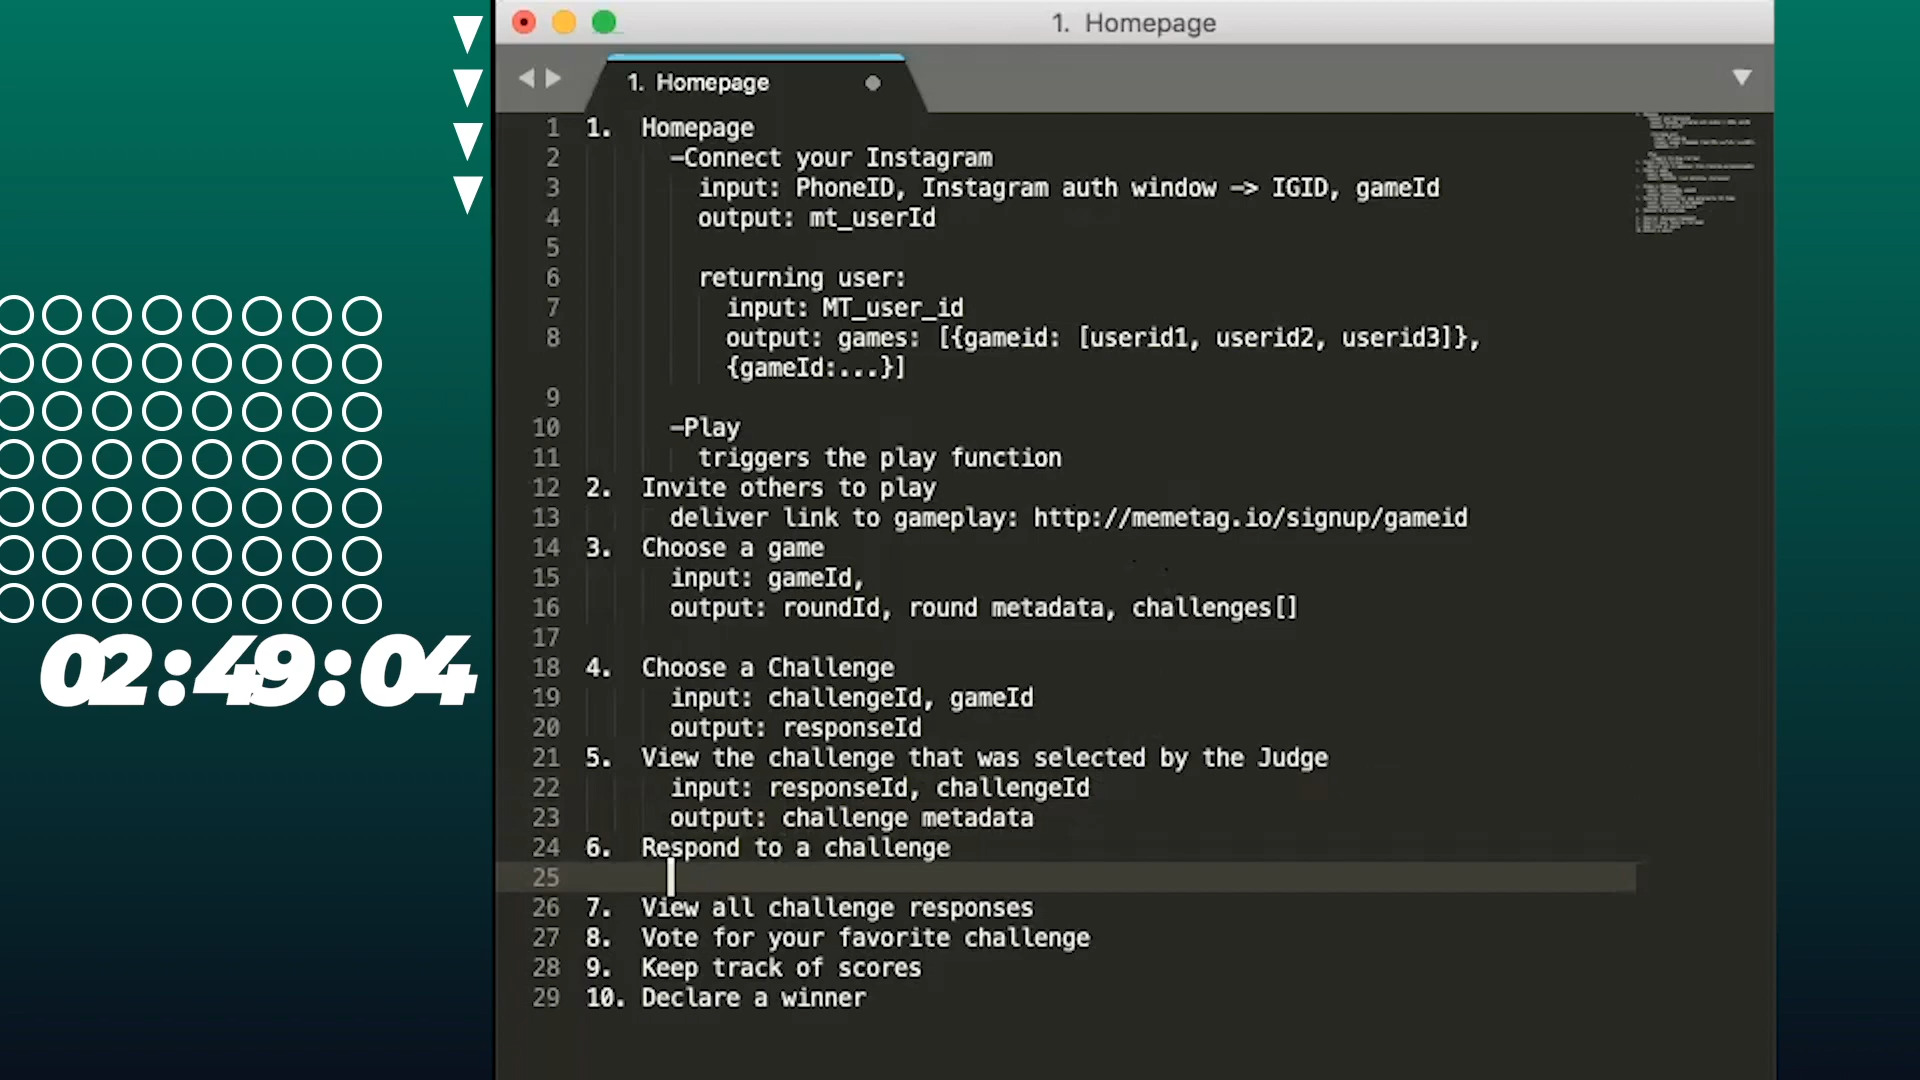 1. Homepage
1. Homepage
1 1. Homepage
2 –Connect your Instagram
3 input: PhoneID, Instagram auth window –> IGID, gameId
4 output: mt_userId
5
6 returning user:
7 input: MT_user_id
8 output: games: [{gameid: [userid1, userid2, userid3]},
{gameId:...}]
9
10 –Play
11 triggers the play function
12 2. Invite others to play
13 deliver link to gameplay: http://memetag.io/signup/gameid
14 3. Choose a game
15 input: gameId,
16 output: roundId, round metadata, challenges[]
17
18 4. Choose a Challenge
19 input: challengeId, gameId
20 output: responseId
21 5. View the challenge that was selected by the Judge
22 input: responseId, challengeId
23 output: challenge metadata
24 6. Respond to a challenge
25
26 7. View all challenge responses
27 8. Vote for your favorite challenge
28 9. Keep track of scores
29 10. Declare a winner
02:49:04